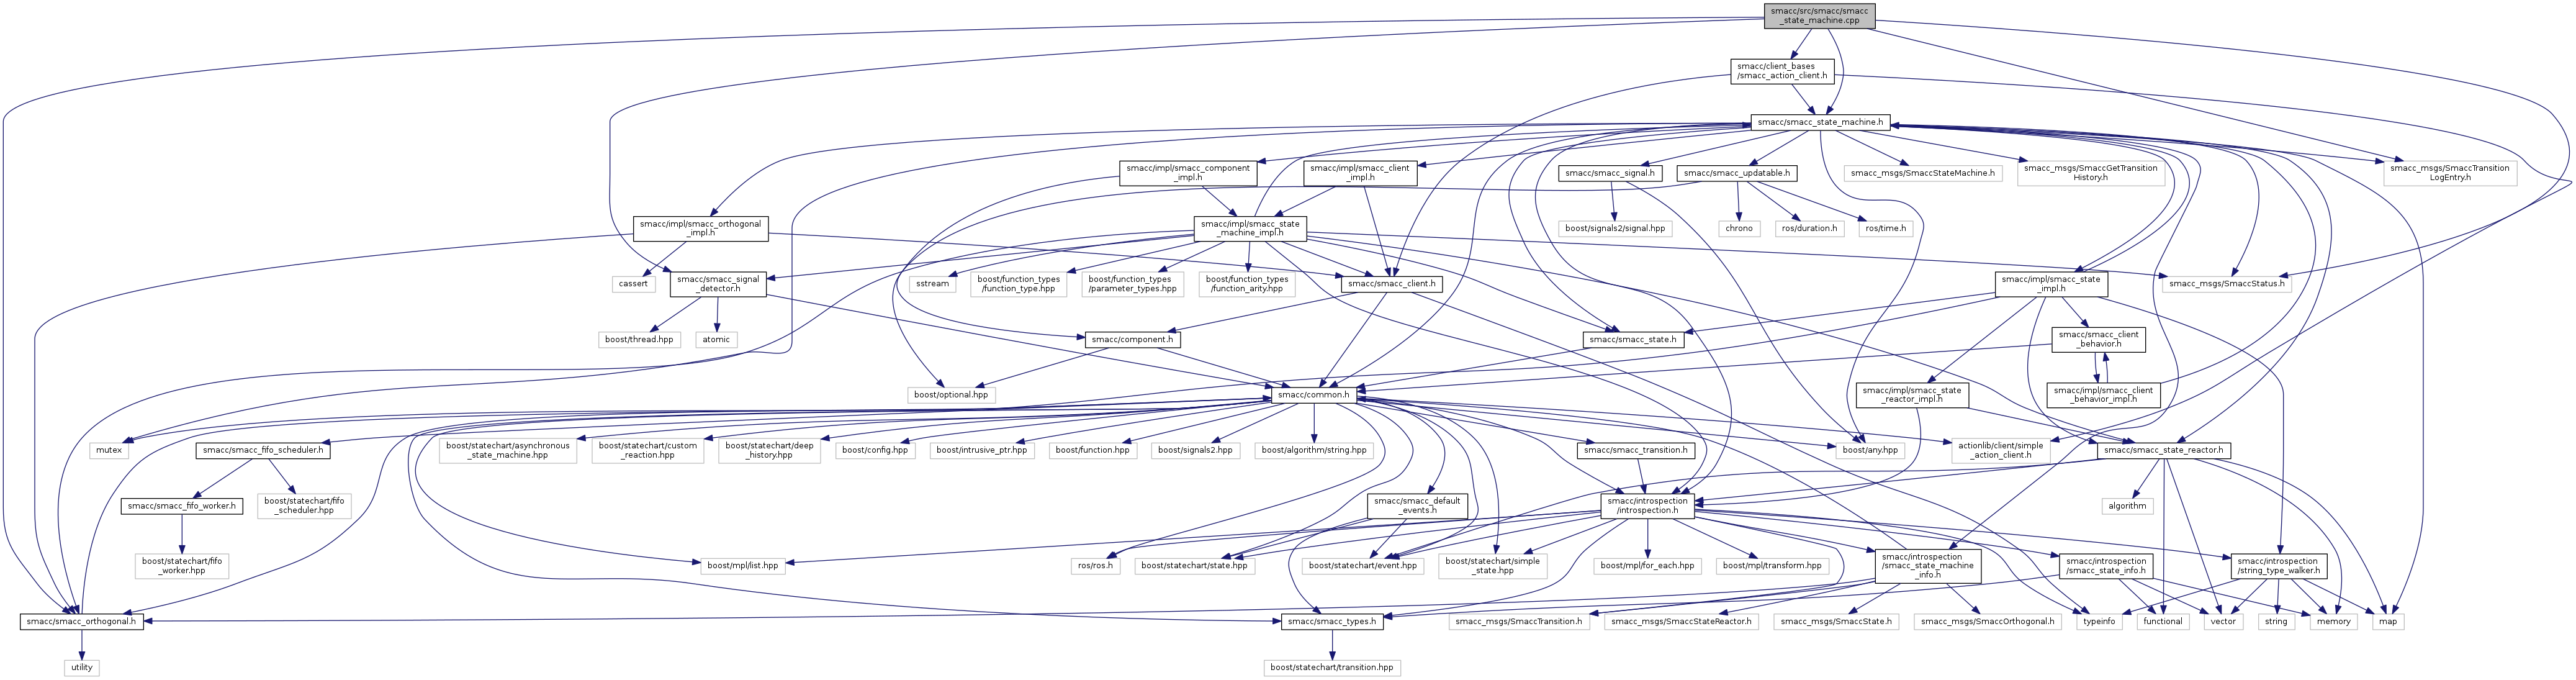 smacc/src/smacc/smacc
_state_machine.cpp
smacc/client_bases
/smacc_action_client.h
smacc/smacc_state_machine.h
smacc/impl/smacc_component
_impl.h
smacc/impl/smacc_client
_impl.h
smacc/smacc_signal.h
smacc/smacc_updatable.h
smacc_msgs/SmaccStateMachine.h
smacc_msgs/SmaccGetTransition
History.h
smacc_msgs/SmaccTransition
LogEntry.h
smacc/impl/smacc_orthogonal
_impl.h
smacc/impl/smacc_state
_machine_impl.h
boost/signals2/signal.hpp
chrono
ros/duration.h
ros/time.h
cassert
smacc/smacc_signal
_detector.h
sstream
boost/function_types
/function_type.hpp
boost/function_types
/parameter_types.hpp
boost/function_types
/function_arity.hpp
smacc/smacc_client.h
smacc/impl/smacc_state
_impl.h
smacc_msgs/SmaccStatus.h
boost/thread.hpp
atomic
smacc/component.h
smacc/smacc_state.h
smacc/smacc_client
_behavior.h
boost/optional.hpp
smacc/common.h
smacc/impl/smacc_state
_reactor_impl.h
smacc/impl/smacc_client
_behavior_impl.h
mutex
smacc/smacc_fifo_scheduler.h
boost/statechart/asynchronous
_state_machine.hpp
boost/statechart/custom
_reaction.hpp
boost/statechart/deep
_history.hpp
boost/config.hpp
boost/intrusive_ptr.hpp
boost/function.hpp
boost/signals2.hpp
boost/algorithm/string.hpp
smacc/smacc_transition.h
boost/any.hpp
actionlib/client/simple
_action_client.h
smacc/smacc_state_reactor.h
smacc/smacc_fifo_worker.h
boost/statechart/fifo
_scheduler.hpp
smacc/smacc_default
_events.h
smacc/introspection
/introspection.h
algorithm
boost/statechart/fifo
_worker.hpp
boost/mpl/list.hpp
ros/ros.h
boost/statechart/state.hpp
boost/statechart/event.hpp
boost/statechart/simple
_state.hpp
boost/mpl/for_each.hpp
boost/mpl/transform.hpp
smacc/introspection
/smacc_state_machine
_info.h
smacc/introspection
/smacc_state_info.h
smacc/introspection
/string_type_walker.h
smacc/smacc_orthogonal.h
smacc/smacc_types.h
smacc_msgs/SmaccTransition.h
smacc_msgs/SmaccStateReactor.h
smacc_msgs/SmaccState.h
smacc_msgs/SmaccOrthogonal.h
typeinfo
functional
vector
string
memory
map
utility
boost/statechart/transition.hpp